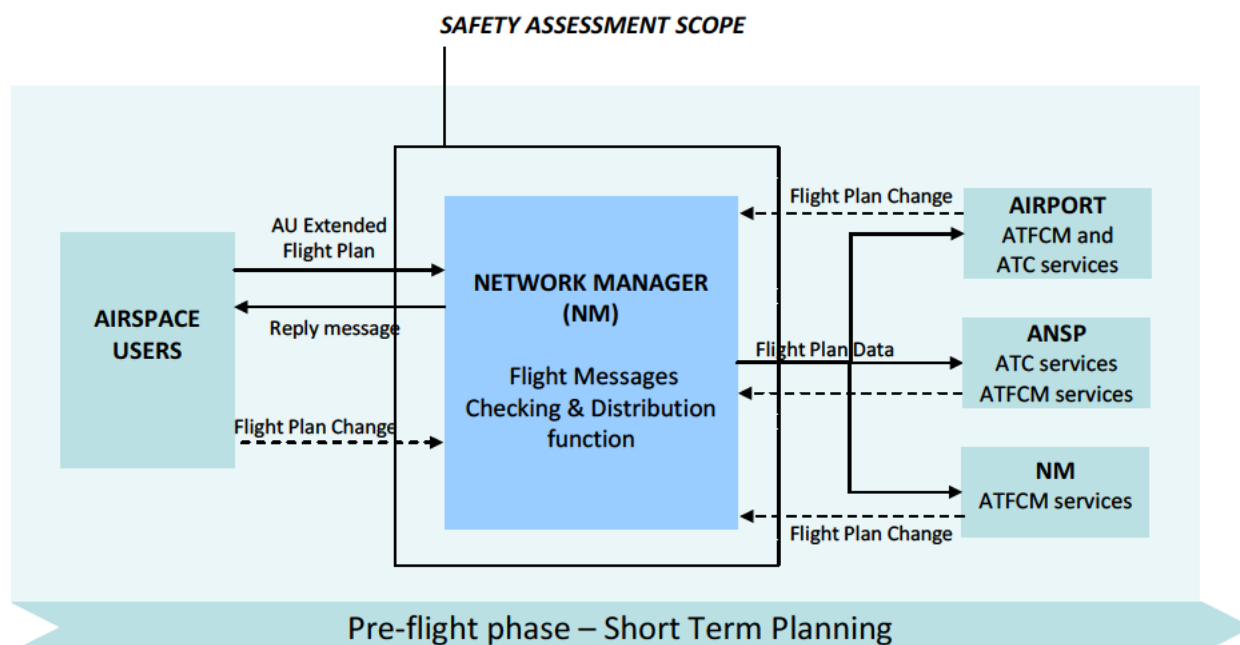 SAFETY ASSESSMENT SCOPE
AIRSPACE
USERS
AU Extended
Flight Plan
Reply message
Flight Plan Change
NETWORK MANAGER
(NM)
Flight Messages
Checking & Distribution
function
Flight Plan Change
Flight Plan Data
Flight Plan Change
AIRPORT
ATFCM and
ATC services
ANSP
ATC services
ATFCM services
NM
ATFCM services
Pre-flight phase – Short Term Planning